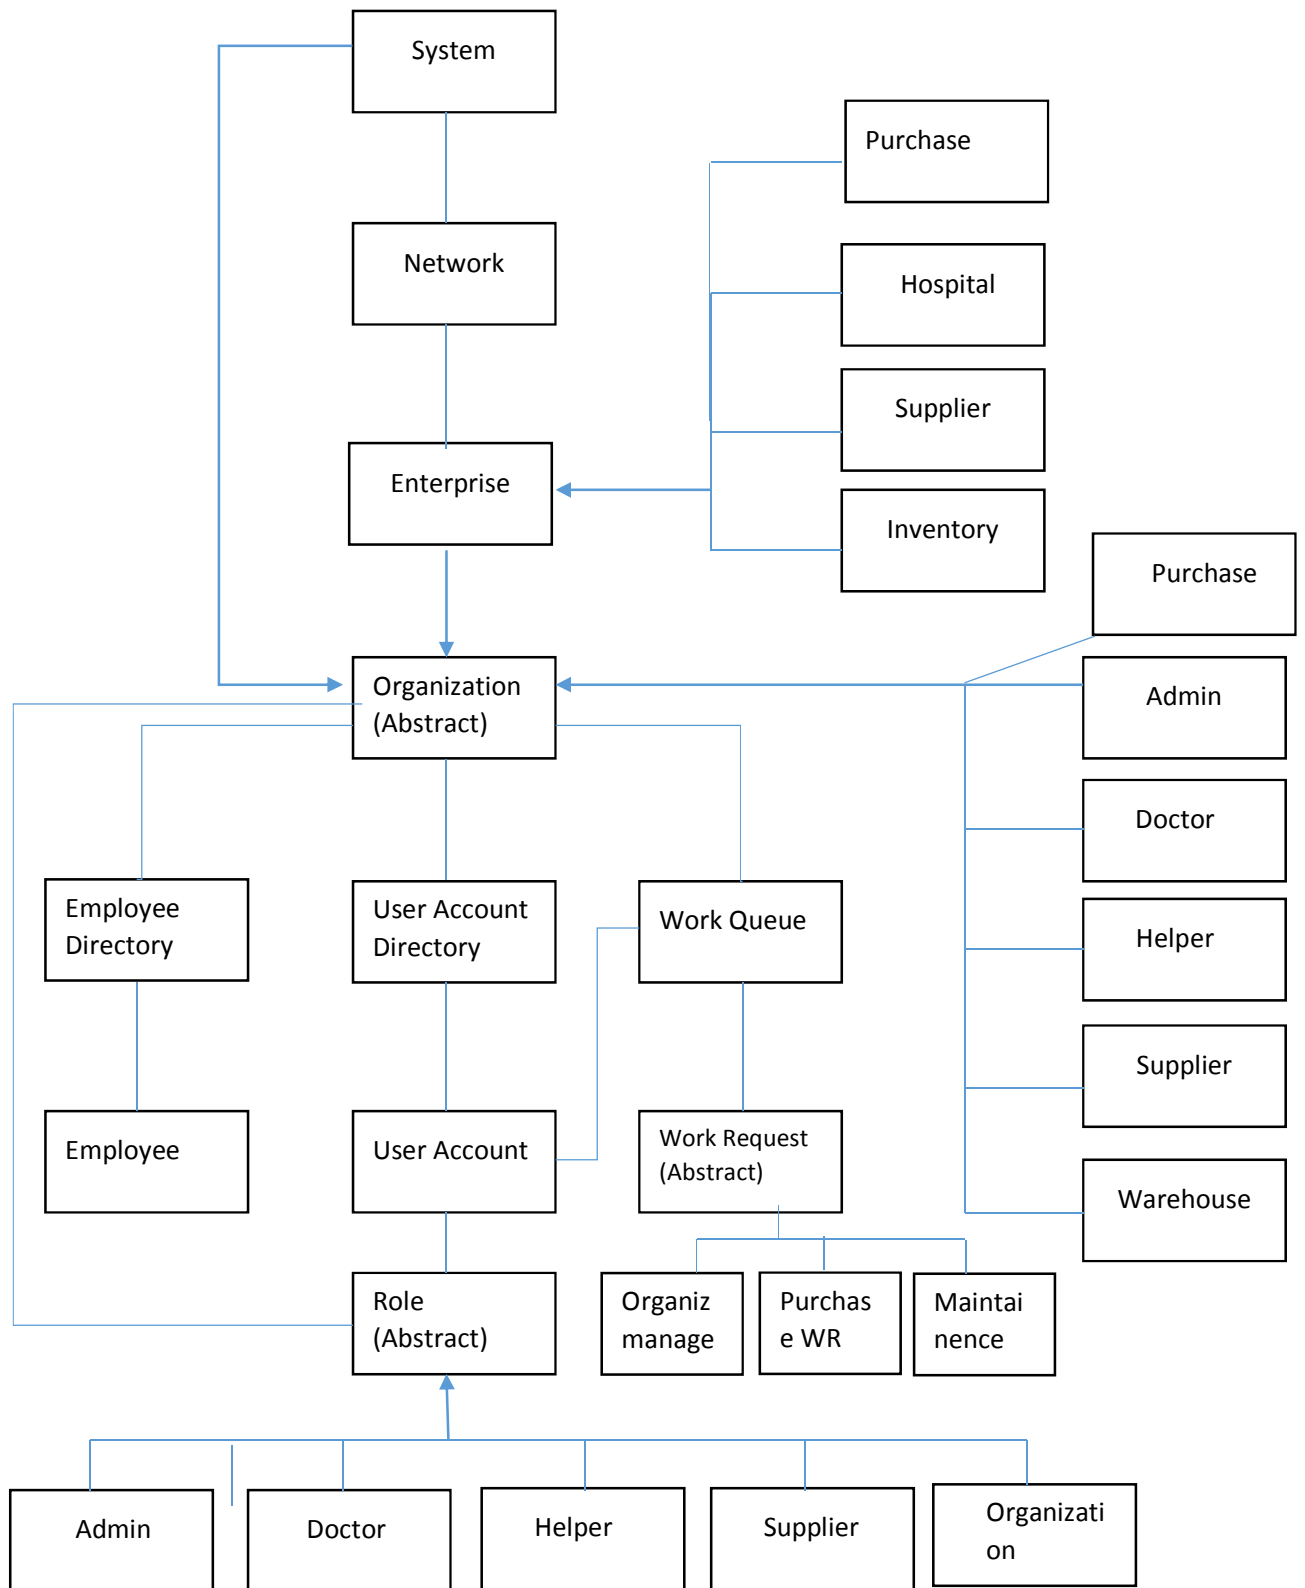 System
Purchase
Network
Hospital
Supplier
Enterprise
Inventory
Purchase
Organization
(Abstract)
Admin
Doctor
Employee
Directory
User Account
Directory
Work Queue
Helper
Supplier
Employee
User Account
Work Request
(Abstract)
Warehouse
Role
(Abstract)
Organiz
manage
Purchas
e WR
Maintai
nence
Admin
Doctor
Helper
Supplier
Organizati
on